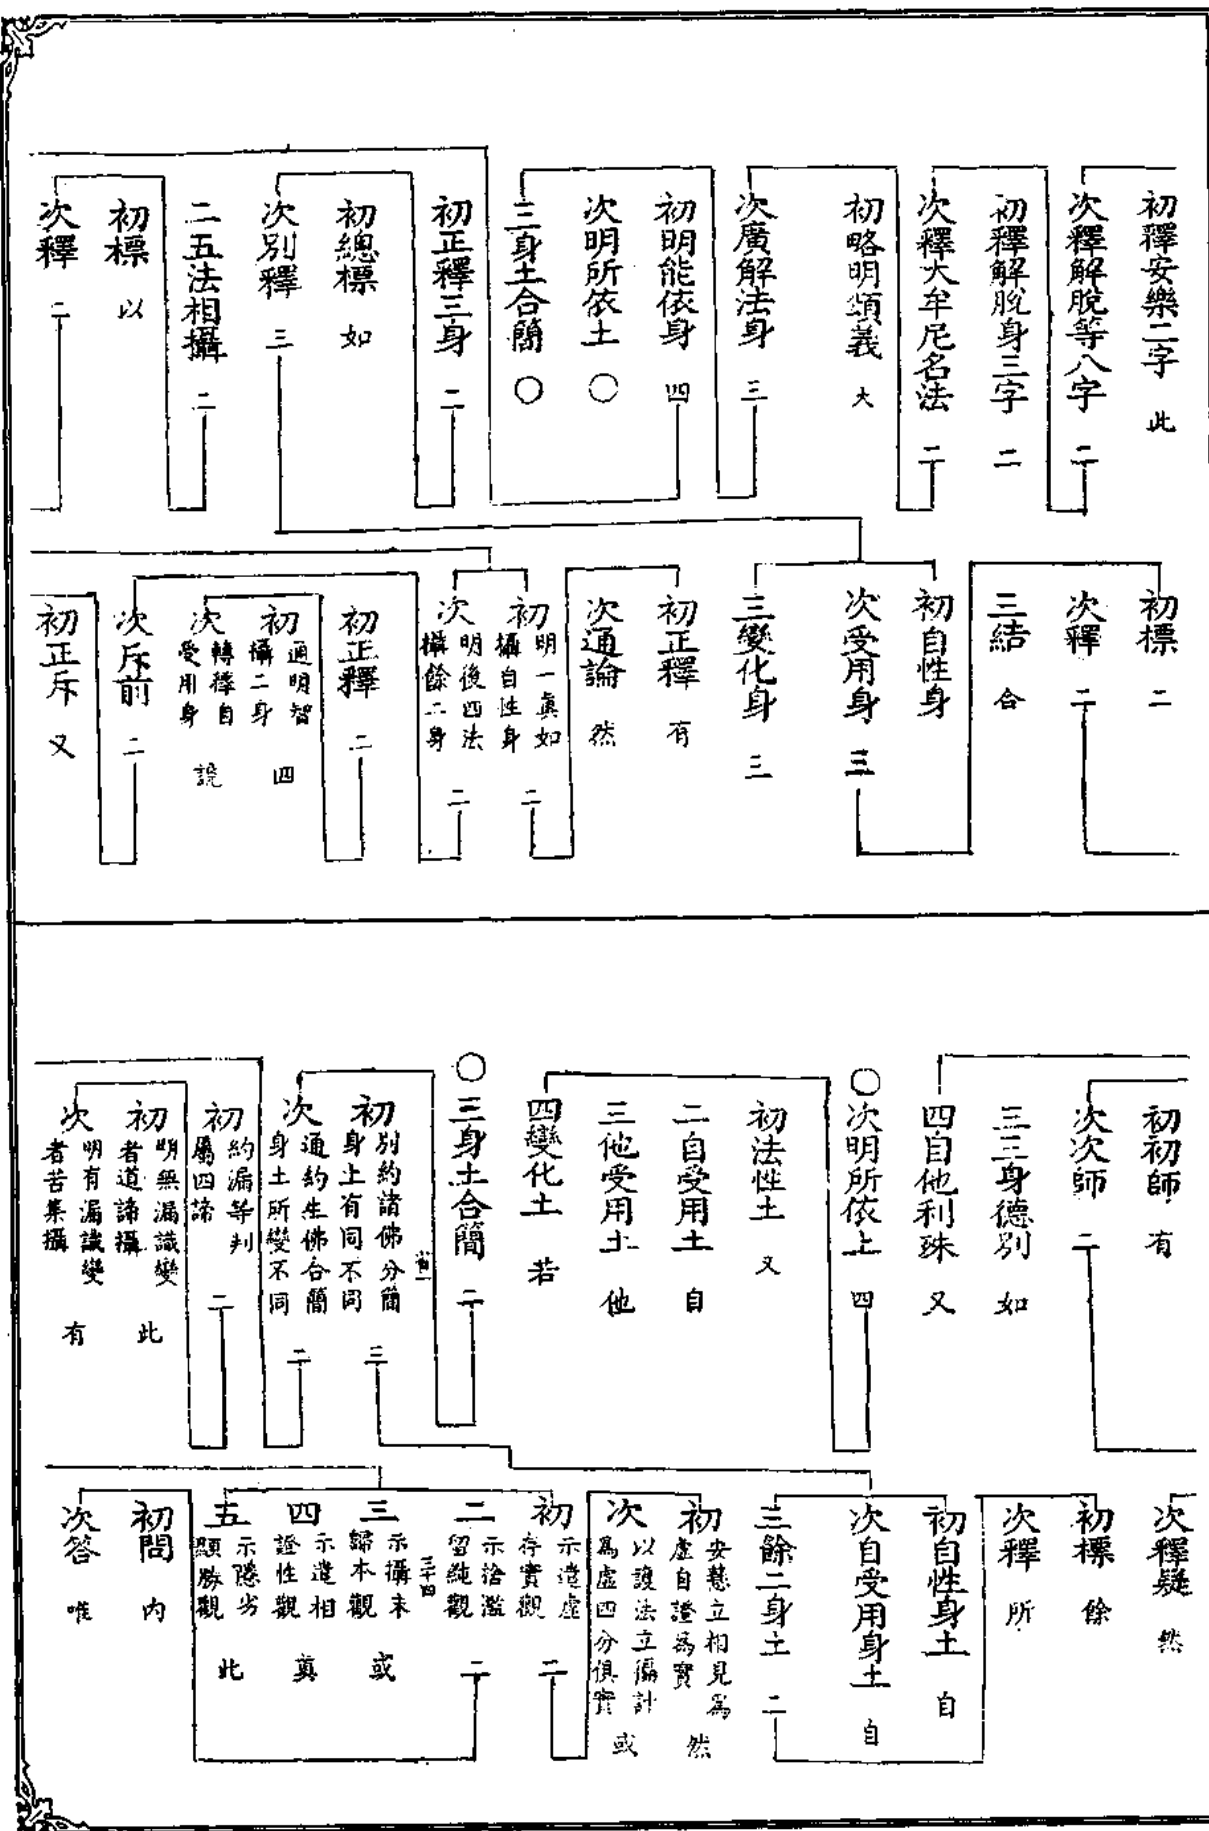 初釋安樂二字 此
次釋解脫等八字 二
初釋解脫身三字 二
次釋大牟尼名法 二
初略明頌義 大
次廣解法身 三
初明能依身 四
次明所依土 ○
三身土合簡 ○
初正釋三身 二
初總標 如
次別釋 三
二五法相攝 二
初標 以
次釋 二
初標 二
次釋 二
三結 合
初自性身
次受用身 三
三變化身 三
初正釋 有
次通論 然
初明一真如攝自性身 二
次明後四法攝餘二身 二
初正釋 二
初通明智攝二身 四
次轉釋自受用身 說
次斥前 二
初正斥 又
初初師 有
次次師 二
三三身德別 如
四自他利殊 又
○次明所依土 四
初法性土 又
二自受用土 自
三他受用土 他
四變化土 若
○三身土合簡 二
初別約諸佛分簡身土有同不同 三
次通約生佛合簡身土所變不同 二
初約漏等判屬四諦 二
初明無漏識變者道諦攝 此
次明有漏識變者苦集攝 有
次釋疑 然
初標 餘
次釋 所
初自性身土 自
次自受用身土 自
三餘二身土 二
初安慧立相見為虛自證為實 然
次以護法立徧計為虛四分俱實 或
初示遣虛存實觀 二
二示捨濫留純觀 二
三十四
三示攝末歸本觀 或
四示遣相證性觀 真
五示隱劣顯勝觀 此
初問 內
次答 唯